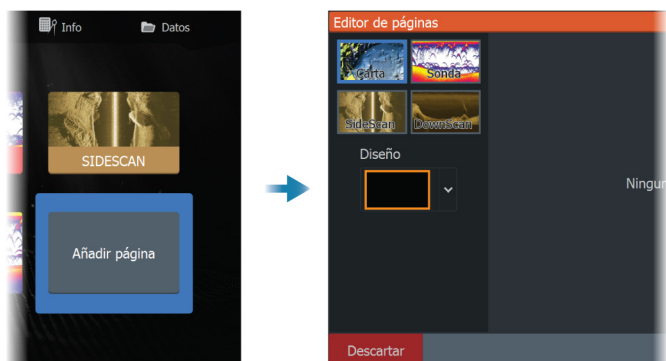 Info
Datos
SIDESCAN
Añadir página
Editor de páginas
Carta
Sonda
SideScan
DownScan
Diseño
Descartar